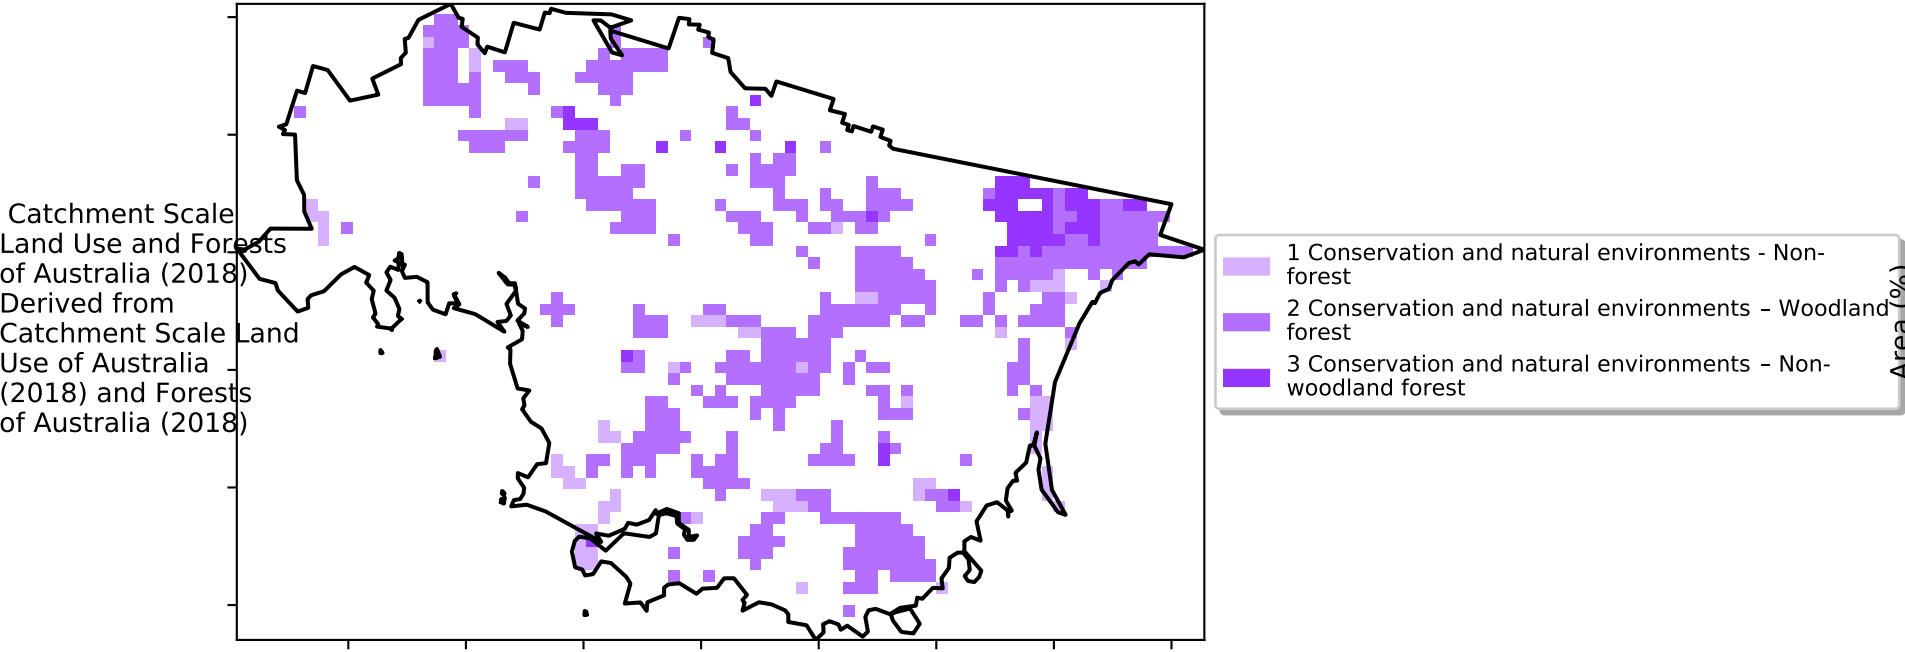 Catchment Scale
Land Use and Forests
of Australia (2018)
Derived from
Catchment Scale Land
Use of Australia
(2018) and Forests
of Australia (2018)
1 Conservation and natural environments - Non-
forest
2 Conservation and natural environments – Woodland
forest
3 Conservation and natural environments – Non-
woodland forest
Area (%)